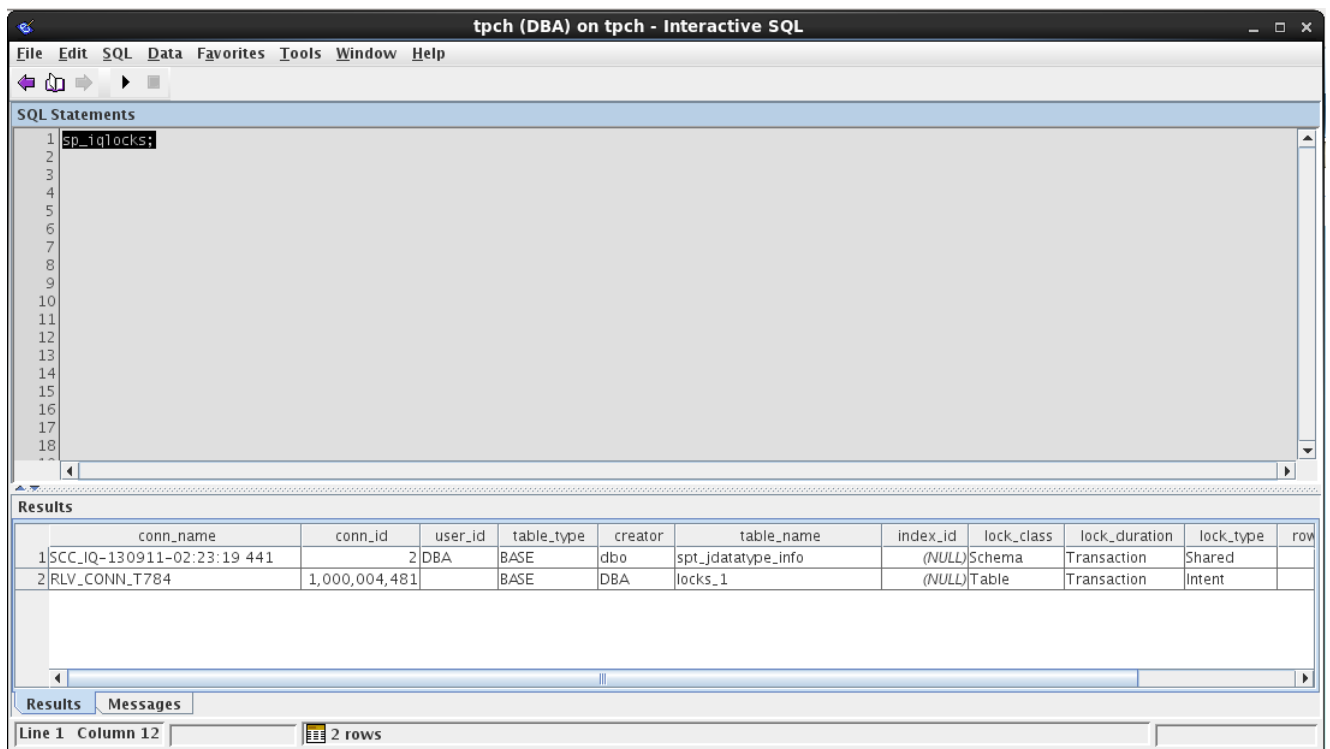 tpch (DBA) on tpch - Interactive SQL
File Edit SQL Data Favorites Tools Window Help
SQL Statements
1 sp_iqlocks;
2
3
4
5
6
7
8
9
10
11
12
13
14
15
16
17
18
Results
conn_name conn_id user_id table_type creator table_name index_id lock_class lock_duration lock_type row
1 SCC_IQ-130911-02:23:19 441 2 DBA BASE dbo spt_jdatatype_info (NULL) Schema Transaction Shared
2 RLV_CONN_T784 1,000,004,481 BASE DBA locks_1 (NULL) Table Transaction Intent
Results Messages
Line 1 Column 12 2 rows